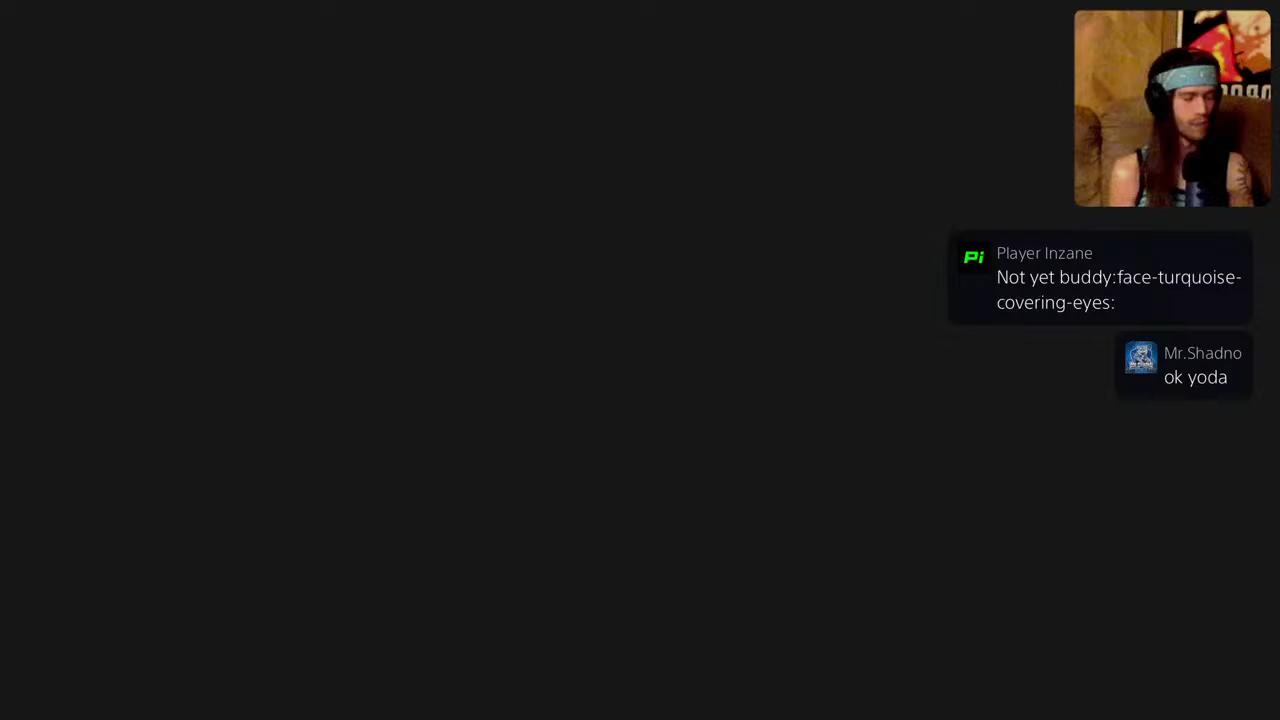 Pi
Player Inzane
Not yet buddy:face-turquoise-
covering-eyes:
Mr.Shadno
ok yoda